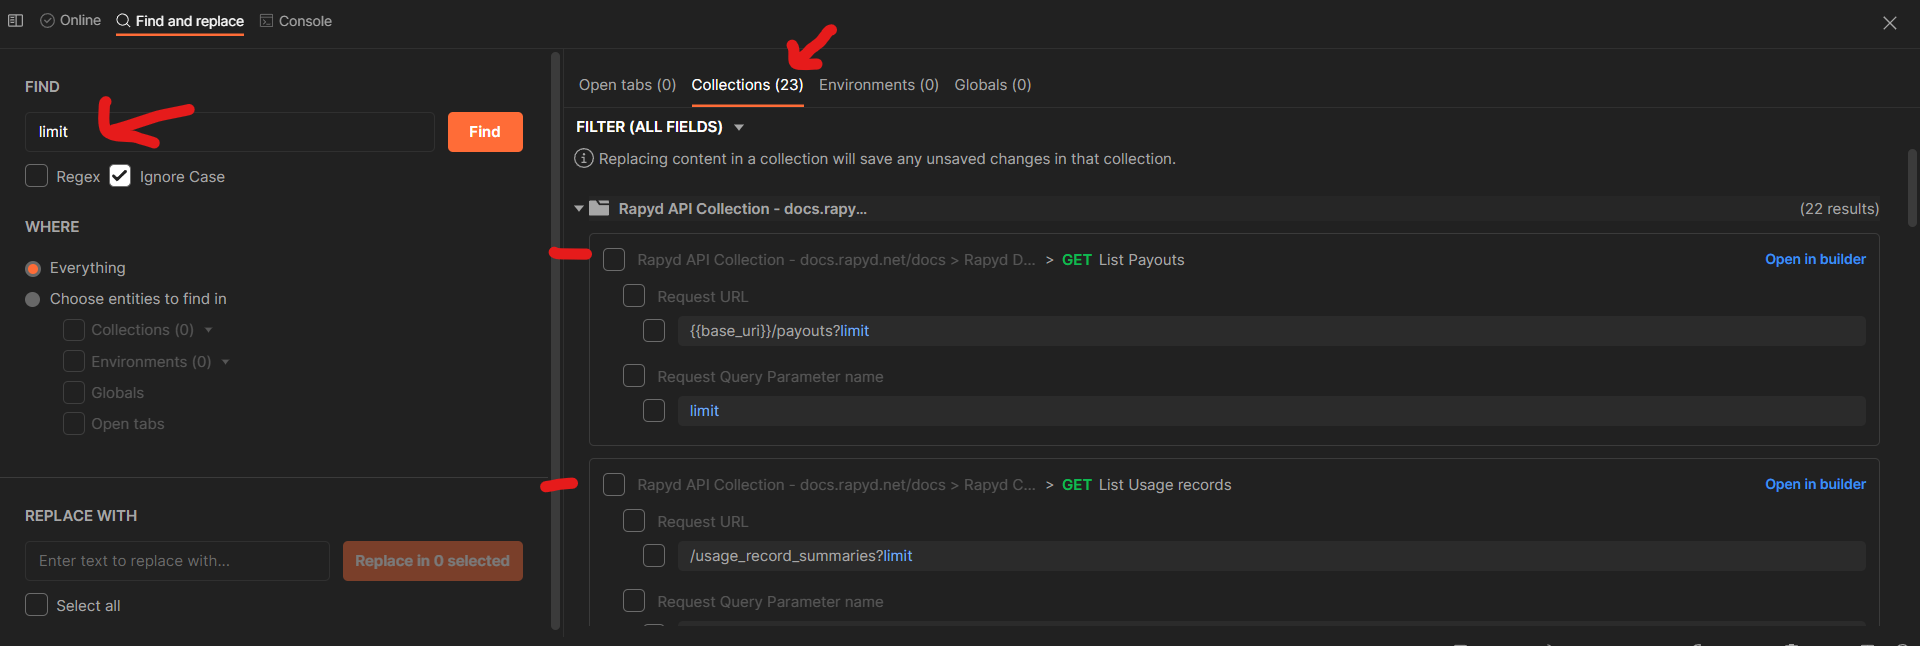 Online Find and replace Console
FIND
limit
Find
Regex Ignore Case
WHERE
Everything
Choose entities to find in
Collections (0)
Environments (0)
Globals
Open tabs
REPLACE WITH
Enter text to replace with...
Replace in 0 selected
Select all
Open tabs (0) Collections (23) Environments (0) Globals (0)
FILTER (ALL FIELDS)
Replacing content in a collection will save any unsaved changes in that collection.
Rapyd API Collection - docs.rapy... (22 results)
Rapyd API Collection - docs.rapyd.net/docs > Rapyd D... > GET List Payouts Open in builder
Request URL
{{base_uri}}/payouts?limit
Request Query Parameter name
limit
Rapyd API Collection - docs.rapyd.net/docs > Rapyd C... > GET List Usage records Open in builder
Request URL
/usage_record_summaries?limit
Request Query Parameter name